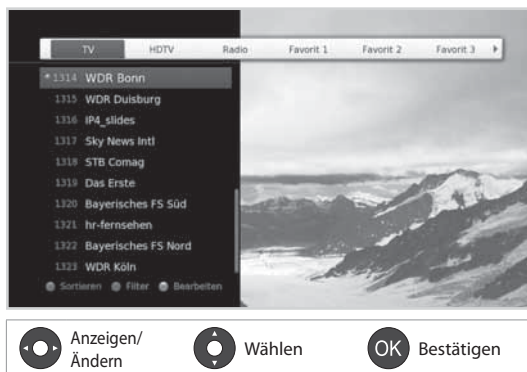 TV HDTV Radio Favorit 1 Favorit 2 Favorit 3
1314 WDR Bonn
1315 WDR Duisburg
1316 IP4_slides
1317 Sky News Intl
1318 STB Comag
1319 Das Erste
1320 Bayerisches FS Süd
1321 hr-fernsehen
1322 Bayerisches FS Nord
1323 WDR Köln
Sortieren Filter Bearbeiten
Anzeigen/
Ändern
Wählen
OK Bestätigen